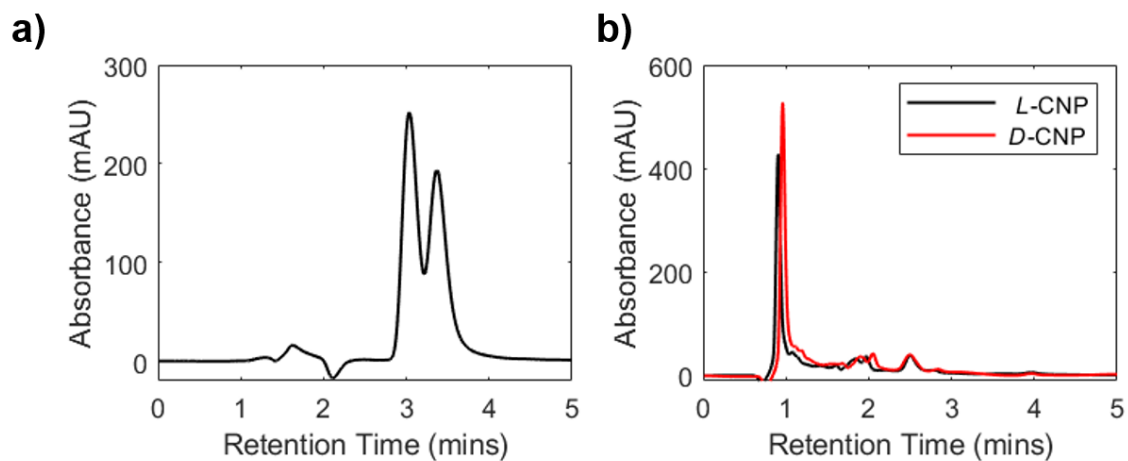 a)
300
200
100
0
0 1 2 3 4 5
Absorbance (mAU)
Retention Time (mins)
b)
600
400
200
0
0 1 2 3 4 5
Absorbance (mAU)
Retention Time (mins)
L-CNP
D-CNP